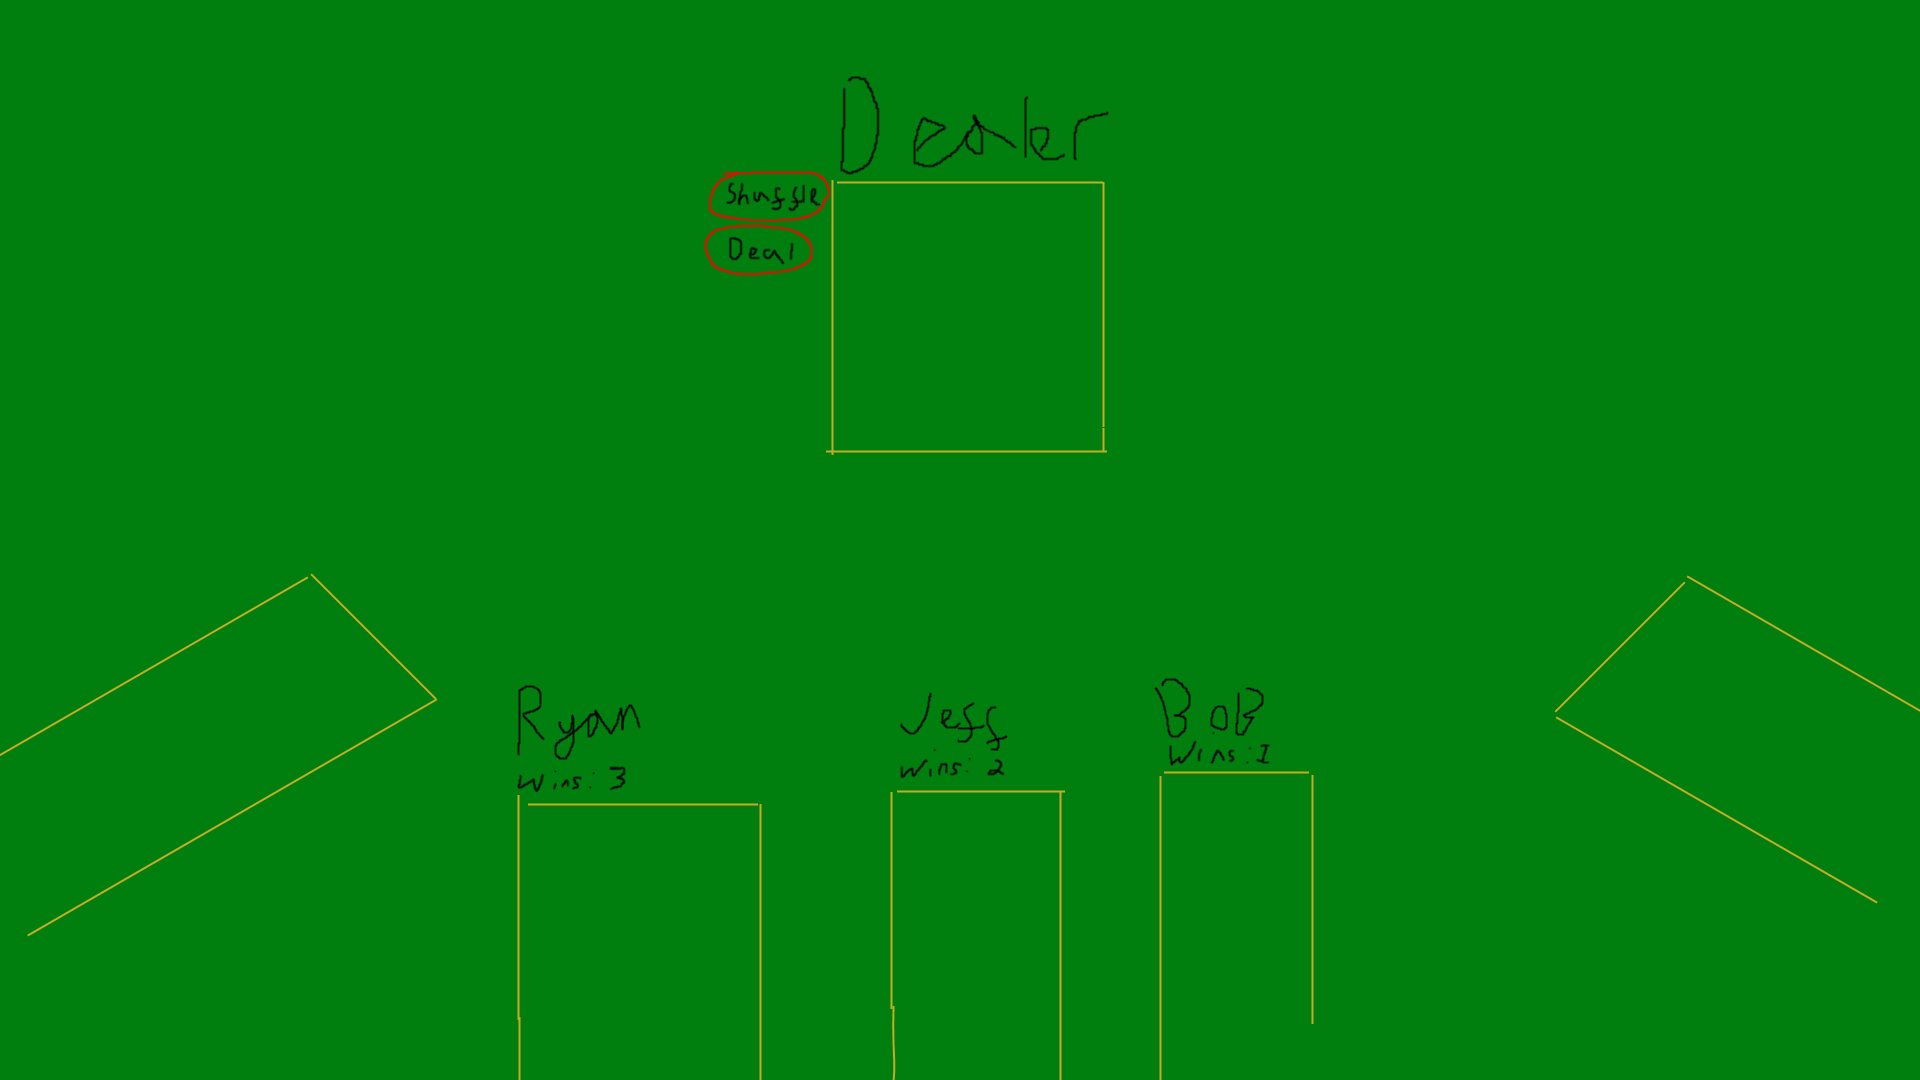 Dealer
Shuffle
Deal
Ryan
Wins: 3
Jeff
Wins: 2
BoB
Wins: 1